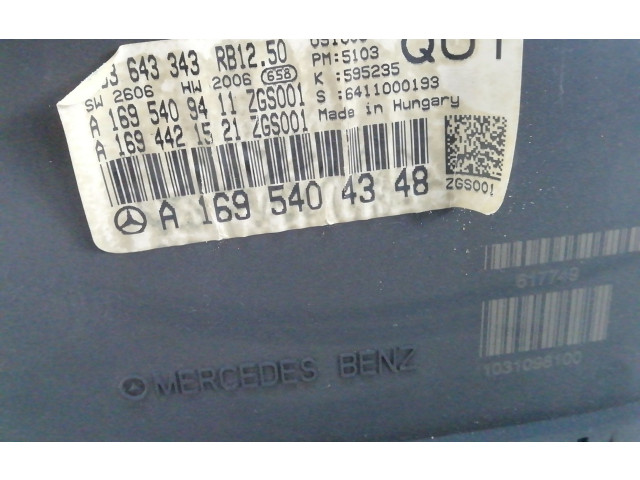 643 343 RB12.50
SW 2606 HW 2006 658
A 169 540 94 11 ZGS001
A 169 442 15 21 ZGS001
PM:5103
K :595235
S :6411000193
Made in Hungary
A 169 540 43 48
ZGS001
617749
1031096100
MERCEDES BENZ